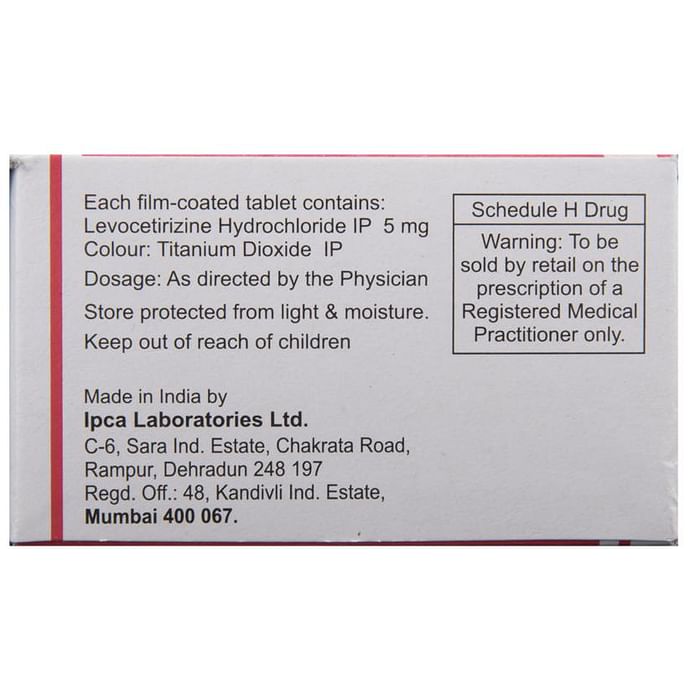 Each film-coated tablet contains:
Levocetirizine Hydrochloride IP 5 mg
Colour: Titanium Dioxide IP
Dosage: As directed by the Physician
Store protected from light & moisture.
Keep out of reach of children
Schedule H Drug
Warning: To be
sold by retail on the
prescription of a
Registered Medical
Practitioner only.
Made in India by
Ipca Laboratories Ltd.
C-6, Sara Ind. Estate, Chakrata Road,
Rampur, Dehradun 248 197
Regd. Off.: 48, Kandivli Ind. Estate,
Mumbai 400 067.